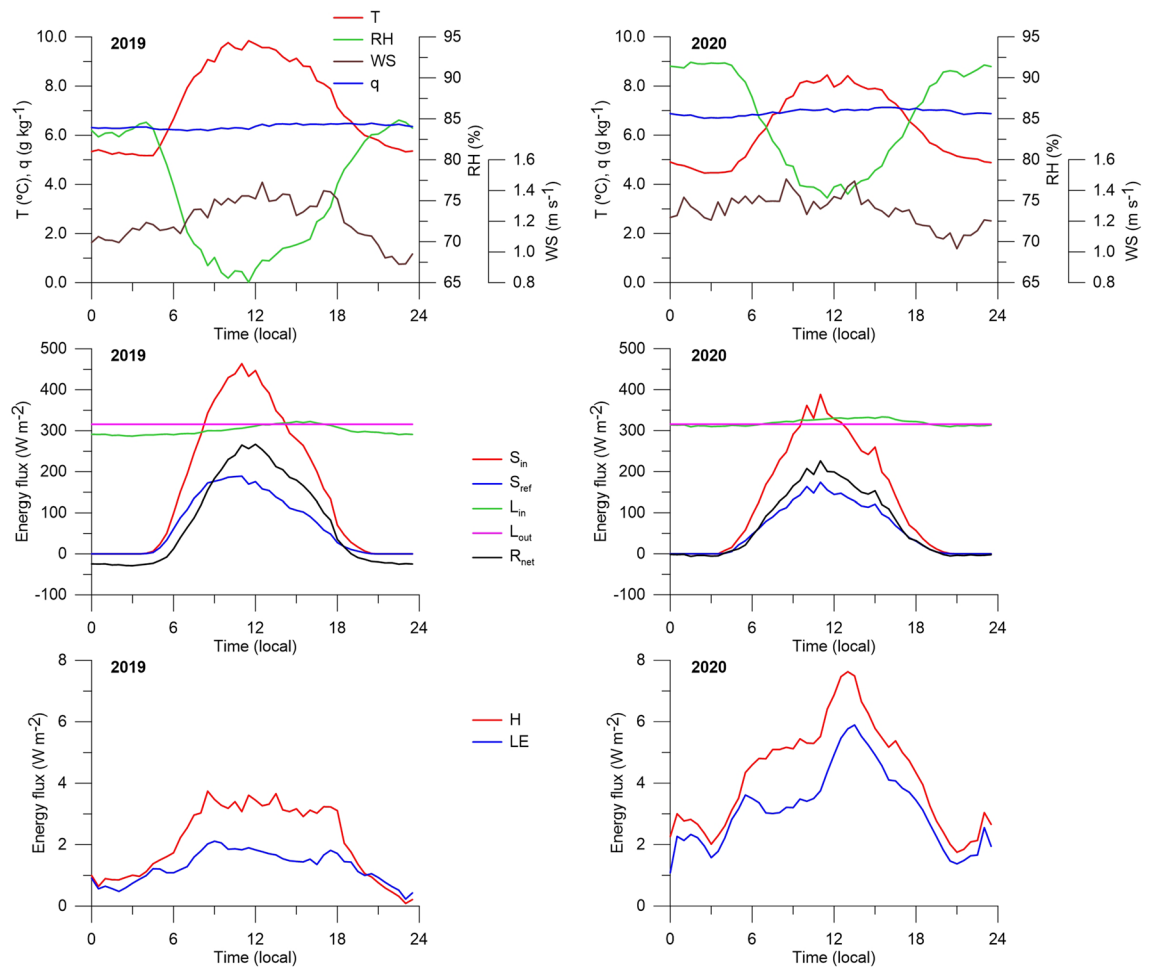 T
RH
WS
q
2019
10.0
8.0
6.0
4.0
2.0
0.0
T (ºC), q (g kg-1)
95
90
85
80
75
70
65
RH (%)
1.6
1.4
1.2
1.0
0.8
WS (m s-1)
0 6 12 18 24
Time (local)
2020
10.0
8.0
6.0
4.0
2.0
0.0
T (ºC), q (g kg-1)
95
90
85
80
75
70
65
RH (%)
1.6
1.4
1.2
1.0
0.8
WS (m s-1)
0 6 12 18 24
Time (local)
2019
500
400
300
200
100
0
-100
Energy flux (W m-2)
0 6 12 18 24
Time (local)
Sin
Sref
Lin
Lout
Rnet
2020
500
400
300
200
100
0
-100
Energy flux (W m-2)
0 6 12 18 24
Time (local)
2019
8
6
4
2
0
Energy flux (W m-2)
0 6 12 18 24
Time (local)
H
LE
2020
8
6
4
2
0
Energy flux (W m-2)
0 6 12 18 24
Time (local)